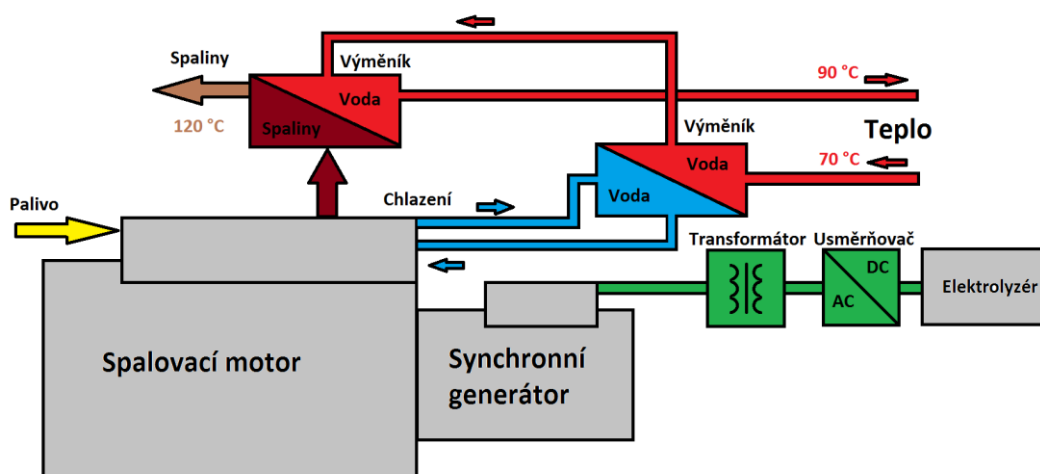 Spaliny
Výměník
90 °C
Voda
120 °C
Spaliny
Výměník
Teplo
Voda
70 °C
Palivo
Chlazení
Voda
Transformátor
Usměrňovač
DC
AC
Elektrolyzér
Spalovací motor
Synchronní
generátor